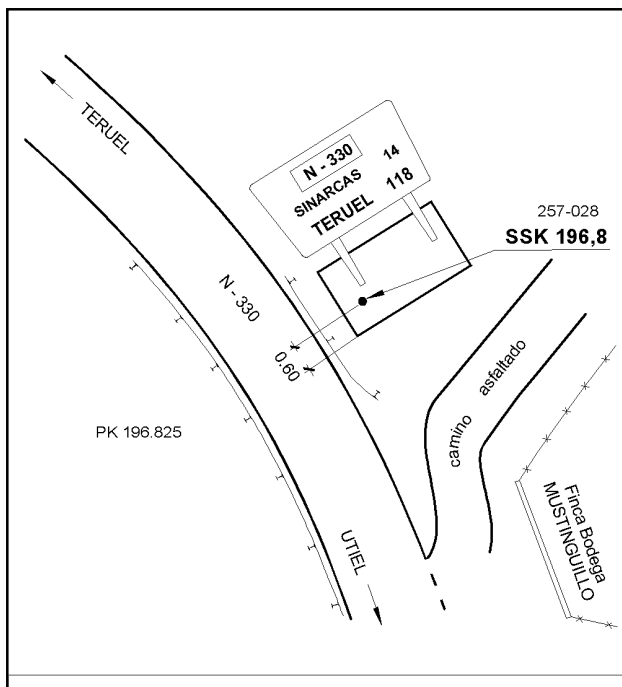 TERUEL
N - 330
SINARCAS 14
TERUEL 118
257-028
SSK 196,8
N - 330
0.60
camino asfaltado
PK 196.825
UTIEL
Finca Bodega
MUSTINGUILLO